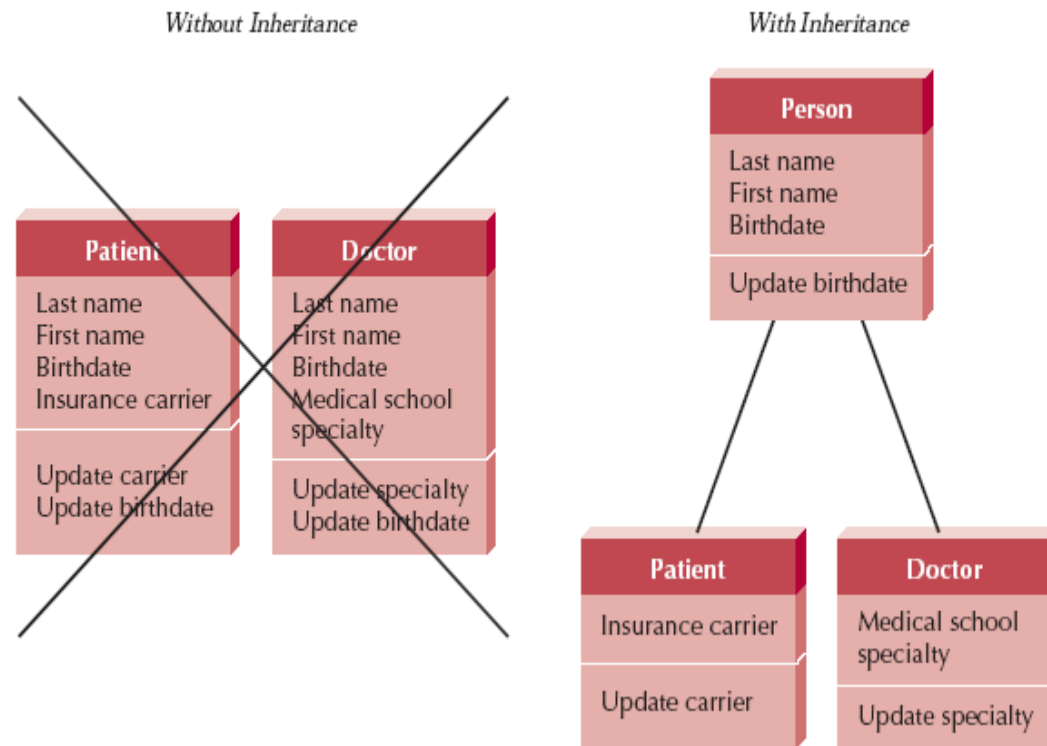 Without Inheritance
Patient
Last name
First name
Birthdate
Insurance carrier
Update carrier
Update birthdate
Doctor
Last name
First name
Birthdate
Medical school
specialty
Update specialty
Update birthdate
With Inheritance
Person
Last name
First name
Birthdate
Update birthdate
Patient
Insurance carrier
Update carrier
Doctor
Medical school
specialty
Update specialty